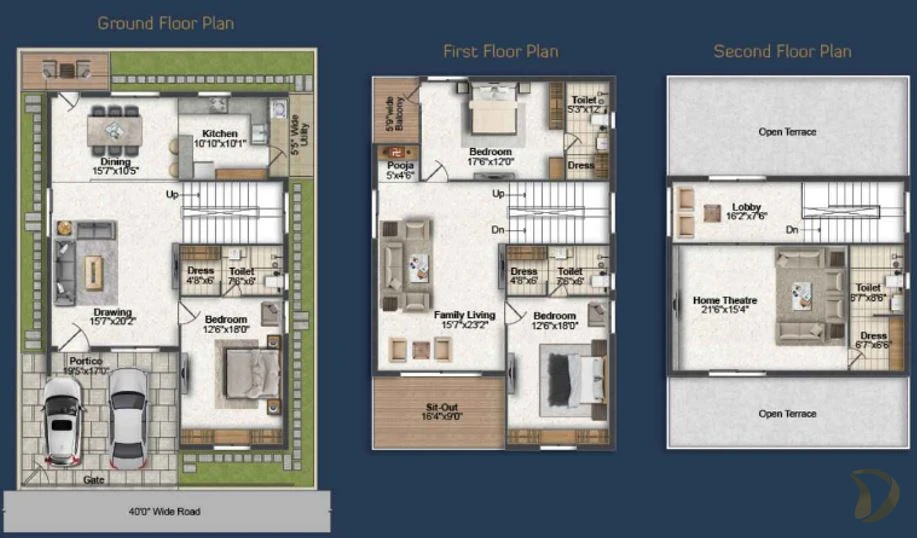 Ground Floor Plan
Dining
15'7"x10'5"
Kitchen
10'10"x10'1"
5'5" Wide
Utility
Up
Dress
4'8"x6'
Toilet
7'6"x6'
Drawing
15'7"x20'2"
Bedroom
12'6"x18'0"
Portico
19'5"x17'0"
Gate
40'0" Wide Road
First Floor Plan
5'9"wide
Balcony
Toilet
5'3"x12'
Bedroom
17'6"x12'0"
Pooja
5'x4'6"
Dress
Up
Dn
Dress
4'8"x6'
Toilet
7'6"x6'
Family Living
15'7"x23'2"
Bedroom
12'6"x18'0"
Sit-Out
16'4"x9'0"
Second Floor Plan
Open Terrace
Lobby
16'2"x7'6"
Dn
Home Theatre
21'6"x15'4"
Toilet
6'7"x8'6"
Dress
6'7"x6'6"
Open Terrace